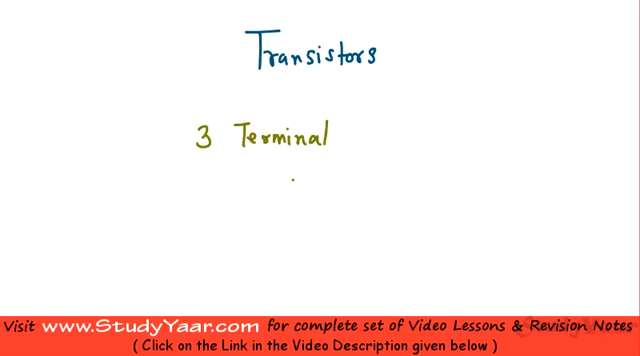 Transistors
3 Terminal
Visit www.StudyYaar.com for complete set of Video Lessons & Revision Notes
( Click on the Link in the Video Description given below )